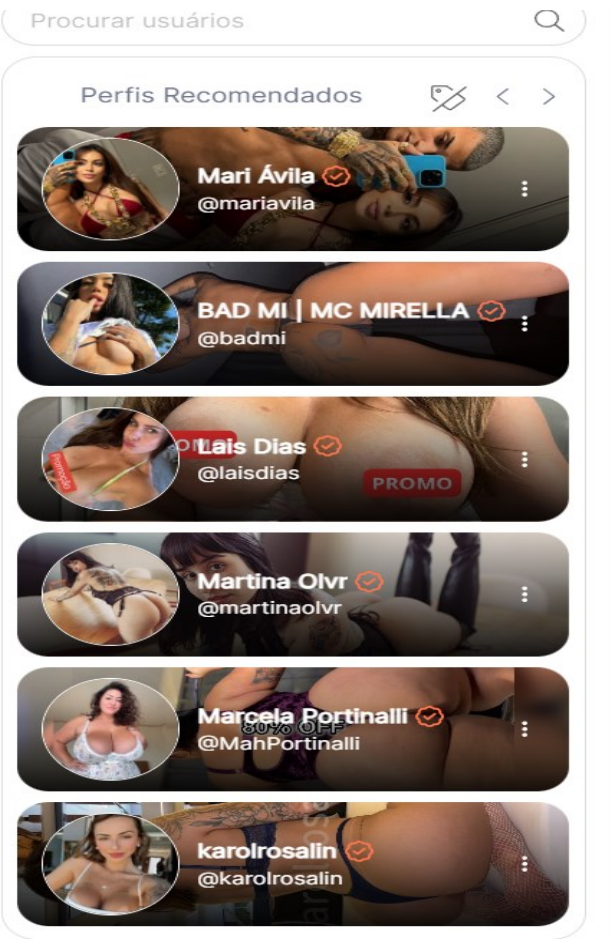 Procurar usuários
Perfis Recomendados
Mari Ávila
@mariavila
BAD MI | MC MIRELLA
@badmi
Lais Dias
@laisdias
Promoção
PROMO
Martina Olvr
@martinaolvr
Marcela Portinalli
80% OFF
@MahPortinalli
karolrosalin
@karolrosalin